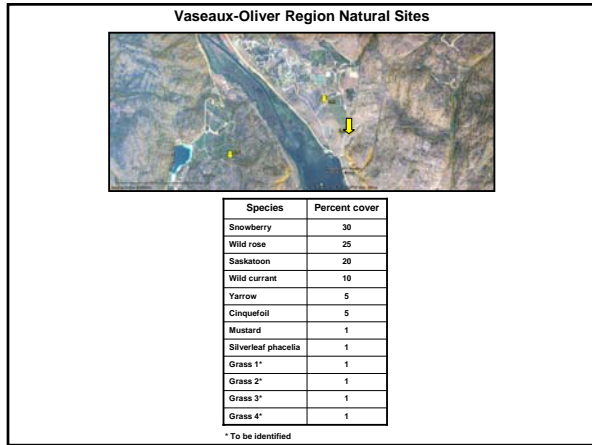 Vaseaux-Oliver Region Natural Sites
Species Percent cover
Snowberry 30
Wild rose 25
Saskatoon 20
Wild currant 10
Yarrow 5
Cinquefoil 5
Mustard 1
Silverleaf phacelia 1
Grass 1* 1
Grass 2* 1
Grass 3* 1
Grass 4* 1
* To be identified